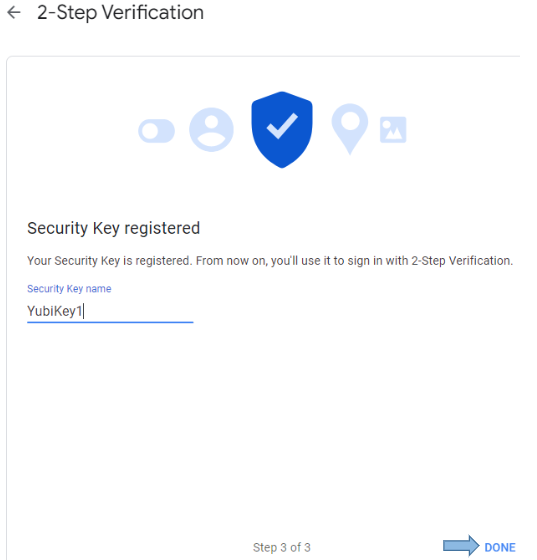 2-Step Verification
Security Key registered
Your Security Key is registered. From now on, you'll use it to sign in with 2-Step Verification.
Security Key name
YubiKey1
Step 3 of 3
DONE